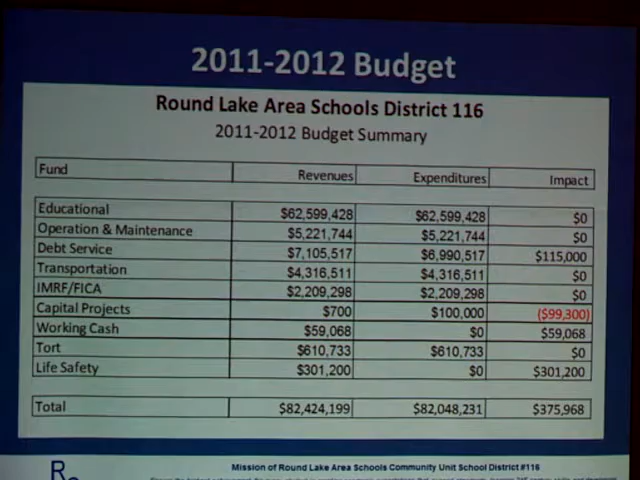 2011-2012 Budget
Round Lake Area Schools District 116
2011-2012 Budget Summary
Fund Revenues Expenditures Impact
Educational $62,599,428 $62,599,428 $0
Operation & Maintenance $5,221,744 $5,221,744 $0
Debt Service $7,105,517 $6,990,517 $115,000
Transportation $4,316,511 $4,316,511 $0
IMRF/FICA $2,209,298 $2,209,298 $0
Capital Projects $700 $100,000 ($99,300)
Working Cash $59,068 $0 $59,068
Tort $610,733 $610,733 $0
Life Safety $301,200 $0 $301,200
Total $82,424,199 $82,048,231 $375,968
R
Mission of Round Lake Area Schools Community Unit School District #116